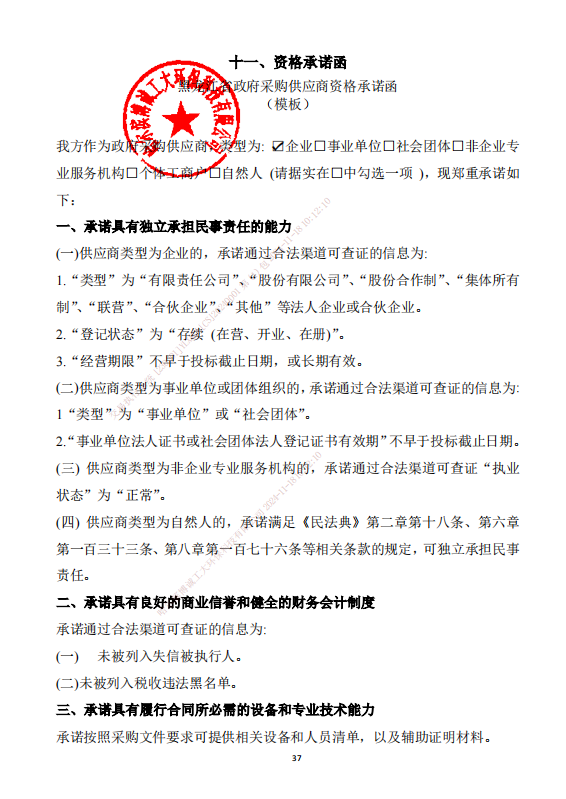 十一、资格承诺函
黑龙江省政府采购供应商资格承诺函
（模板）
我方作为政府采购供应商，类型为: ☑企业□事业单位□社会团体□非企业专
业服务机构□个体工商户□自然人 (请据实在□中勾选一项 )，现郑重承诺如
下：
一、承诺具有独立承担民事责任的能力
(一)供应商类型为企业的，承诺通过合法渠道可查证的信息为:
1.“类型”为“有限责任公司”、“股份有限公司”、“股份合作制”、“集体所有
制”、“联营”、“合伙企业”、“其他”等法人企业或合伙企业。
2.“登记状态”为“存续 (在营、开业、在册)”。
3.“经营期限”不早于投标截止日期，或长期有效。
(二)供应商类型为事业单位或团体组织的，承诺通过合法渠道可查证的信息为:
1“类型”为“事业单位”或“社会团体”。
2.“事业单位法人证书或社会团体法人登记证书有效期”不早于投标截止日期。
(三) 供应商类型为非企业专业服务机构的，承诺通过合法渠道可查证“执业
状态”为“正常”。
(四) 供应商类型为自然人的，承诺满足《民法典》第二章第十八条、第六章
第一百三十三条、第八章第一百七十六条等相关条款的规定，可独立承担民事
责任。
二、承诺具有良好的商业信誉和健全的财务会计制度
承诺通过合法渠道可查证的信息为:
(一) 未被列入失信被执行人。
(二)未被列入税收违法黑名单。
三、承诺具有履行合同所必需的设备和专业技术能力
承诺按照采购文件要求可提供相关设备和人员清单，以及辅助证明材料。
37